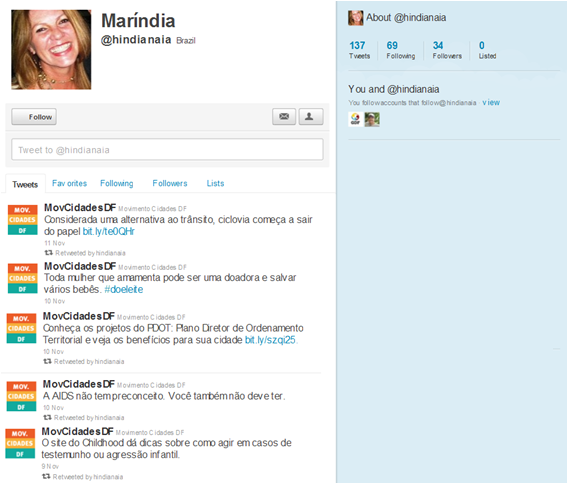 Maríndia
@hindianaia Brazil
Follow
Tweet to @hindianaia
Tweets Favorites Following Followers Lists
MOV.
CIDADES
DF
MovCidadesDF Movimento Cidades DF
Considerada uma alternativa ao trânsito, ciclovia começa a sair
do papel bit.ly/te0QHr
11 Nov
Retweeted by hindianaia
MOV.
CIDADES
DF
MovCidadesDF Movimento Cidades DF
Toda mulher que amamenta pode ser uma doadora e salvar
vários bebês. #doeleite
10 Nov
MOV.
CIDADES
DF
MovCidadesDF Movimento Cidades DF
Conheça os projetos do PDOT: Plano Diretor de Ordenamento
Territorial e veja os benefícios para sua cidade bit.ly/szqi25.
10 Nov
Retweeted by hindianaia
MOV.
CIDADES
DF
MovCidadesDF Movimento Cidades DF
A AIDS não tem preconceito. Você também não deve ter.
10 Nov
Retweeted by hindianaia
MOV.
CIDADES
DF
MovCidadesDF Movimento Cidades DF
O site do Childhood dá dicas sobre como agir em casos de
testemunho ou agressão infantil.
9 Nov
Retweeted by hindianaia
About @hindianaia
137 69 34 0
Tweets Following Followers Listed
You and @hindianaia
You follow accounts that follow @hindianaia · view